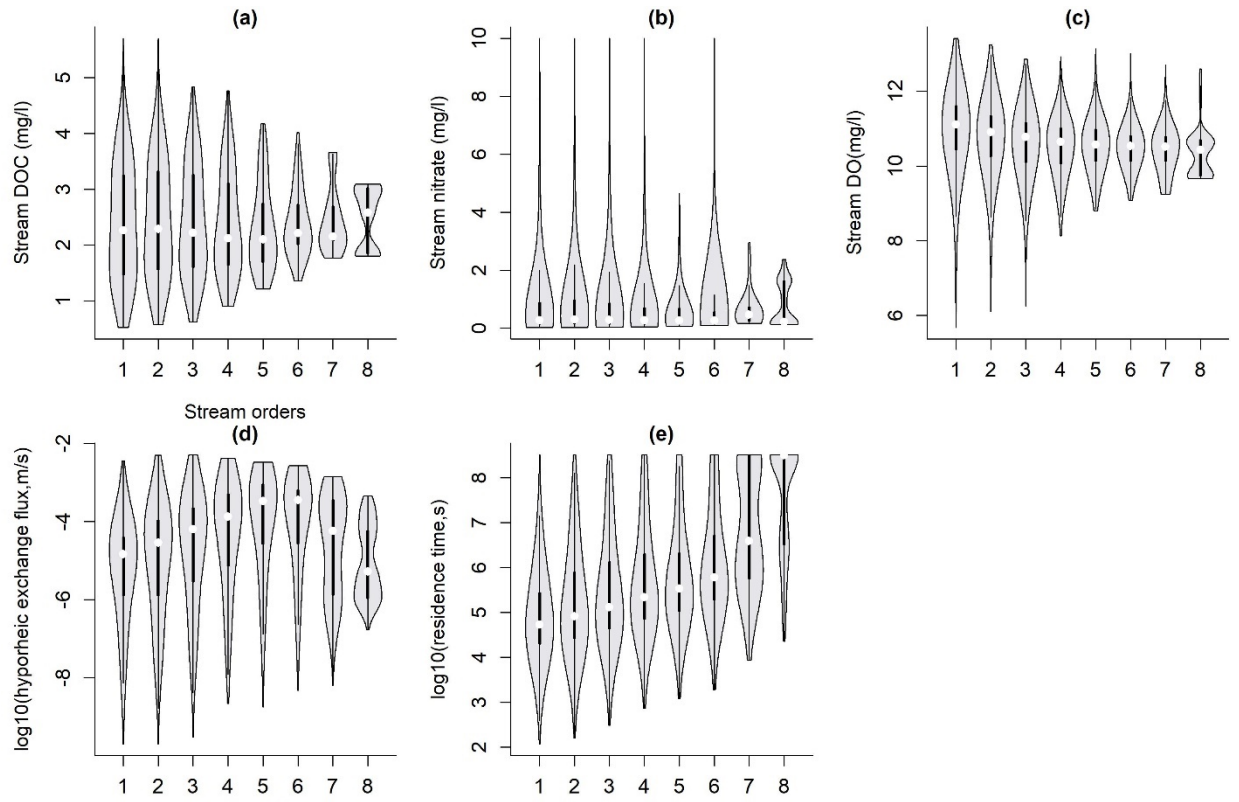 (a)
Stream DOC (mg/l)
5
4
3
2
1
1 2 3 4 5 6 7 8
Stream orders
(b)
Stream nitrate (mg/l)
10
8
6
4
2
0
1 2 3 4 5 6 7 8
(c)
Stream DO(mg/l)
12
10
8
6
1 2 3 4 5 6 7 8
(d)
log10(hyporheic exchange flux,m/s)
-2
-4
-6
-8
1 2 3 4 5 6 7 8
(e)
log10(residence time,s)
8
7
6
5
4
3
2
1 2 3 4 5 6 7 8